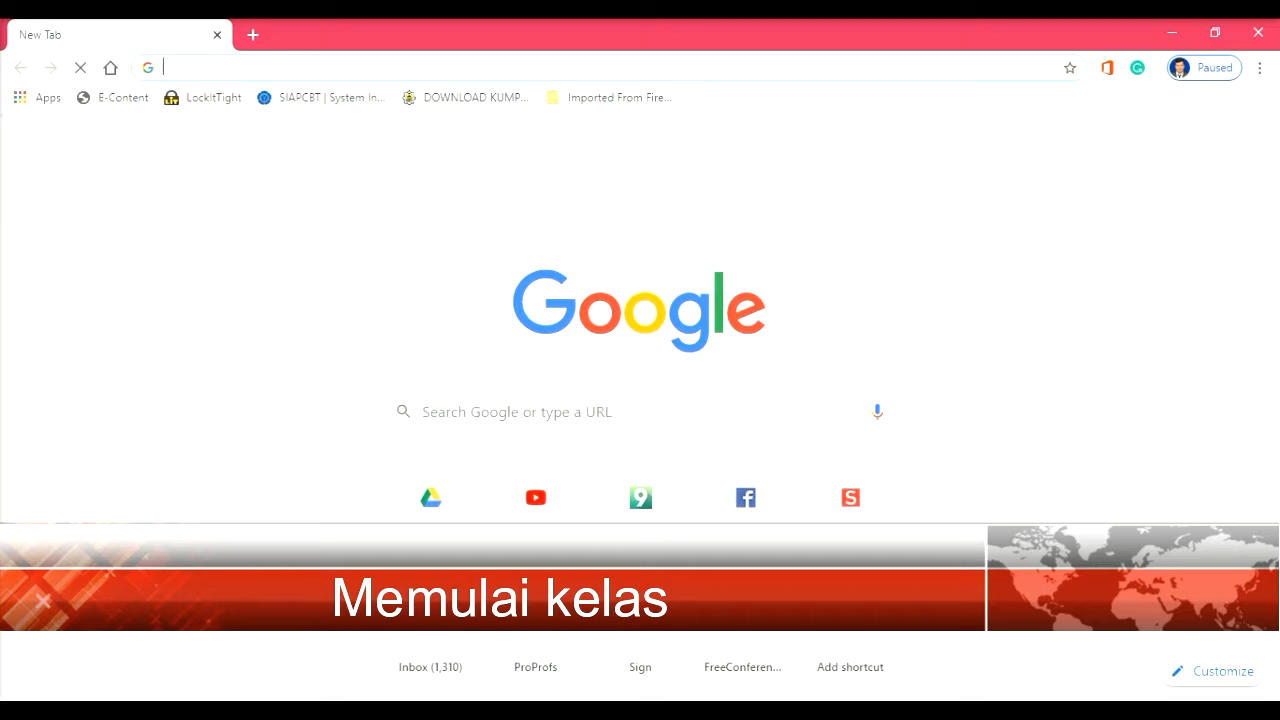 New Tab
Paused
Apps
E-Content
LockItTight
SIAPCBT | System In...
DOWNLOAD KUMP...
Imported From Fire...
Google
Search Google or type a URL
Memulai kelas
Inbox (1,310)
ProProfs
Sign
FreeConferen...
Add shortcut
Customize